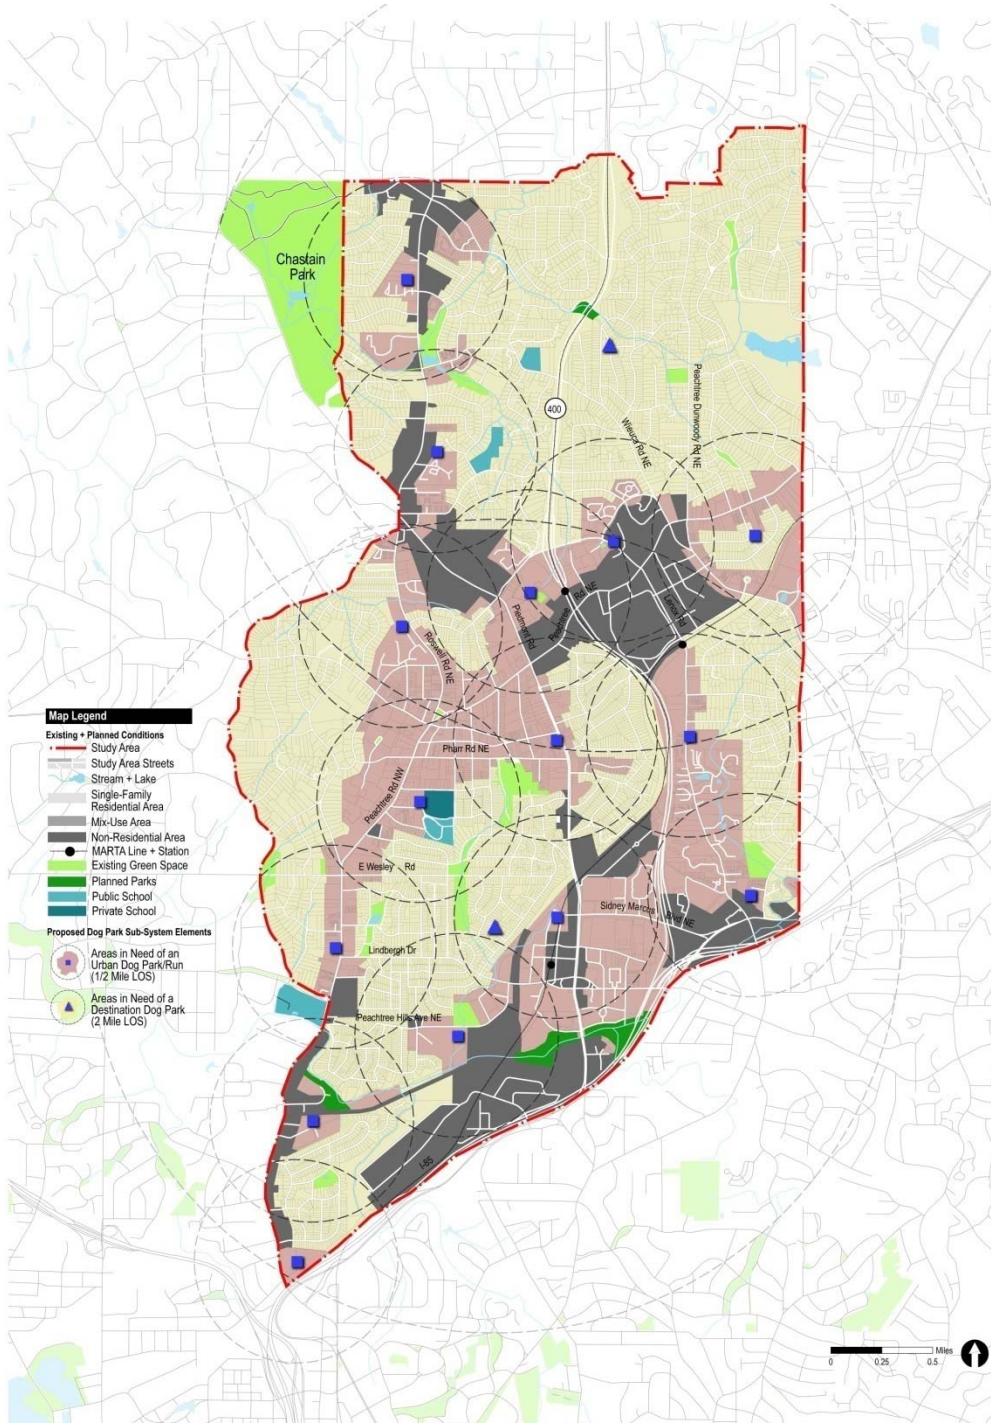 Chastain
Park
400
Wieuca Rd NE
Peachtree Dunwoody Rd NE
Piedmont Rd
Peachtree Rd NE
Lenox Rd
Roswell Rd NE
Pharr Rd NE
Peachtree Rd NW
E Wesley Rd
Sidney Marcus Blvd NE
Lindbergh Dr
Peachtree Hills Ave NE
I-85
Map Legend
Existing + Planned Conditions
Study Area
Study Area Streets
Stream + Lake
Single-Family
Residential Area
Mix-Use Area
Non-Residential Area
MARTA Line + Station
Existing Green Space
Planned Parks
Public School
Private School
Proposed Dog Park Sub-System Elements
Areas in Need of an
Urban Dog Park/Run
(1/2 Mile LOS)
Areas in Need of a
Destination Dog Park
(2 Mile LOS)
Miles
0 0.25 0.5